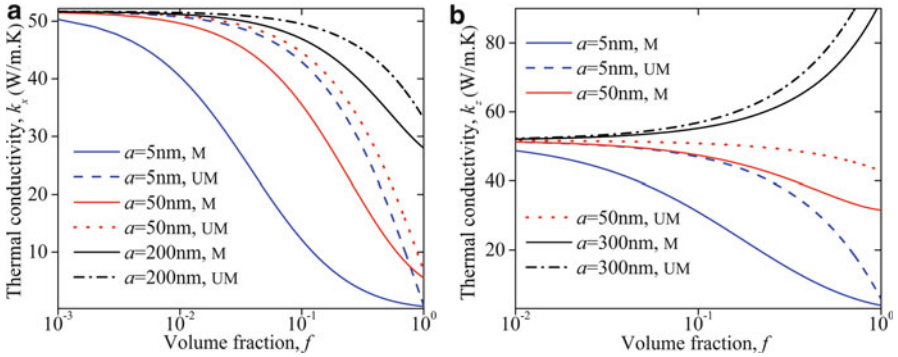 a
Thermal conductivity, kₓ (W/m.K)
50
40
30
20
10
a=5nm, M
a=5nm, UM
a=50nm, M
a=50nm, UM
a=200nm, M
a=200nm, UM
10⁻³
10⁻²
10⁻¹
10⁰
Volume fraction, f
b
Thermal conductivity, k_z (W/m.K)
80
60
40
20
a=5nm, M
a=5nm, UM
a=50nm, M
a=50nm, UM
a=300nm, M
a=300nm, UM
10⁻²
10⁻¹
10⁰
Volume fraction, f